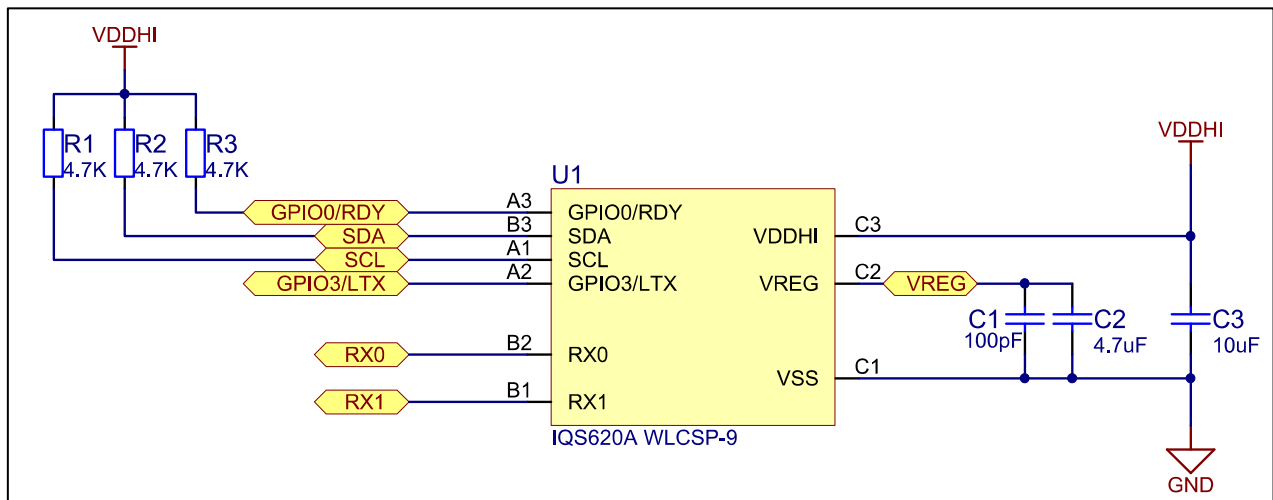 VDDHI
R1
4.7K
R2
4.7K
R3
4.7K
GPIO0/RDY
SDA
SCL
GPIO3/LTX
RX0
RX1
A3
B3
A1
A2
B2
B1
U1
GPIO0/RDY
SDA
SCL
GPIO3/LTX
RX0
RX1
VDDHI
VREG
VSS
IQS620A WLCSP-9
C3
C2
C1
VREG
C1
100pF
C2
4.7uF
VDDHI
C3
10uF
GND